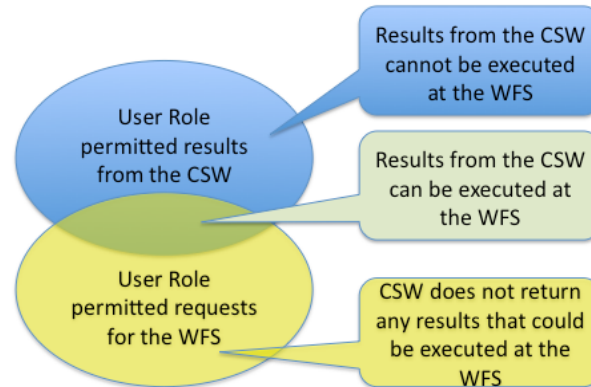 Results from the CSW
cannot be executed
at the WFS
User Role
permitted results
from the CSW
Results from the CSW
can be executed at
the WFS
User Role
permitted requests
for the WFS
CSW does not return
any results that could
be executed at the
WFS